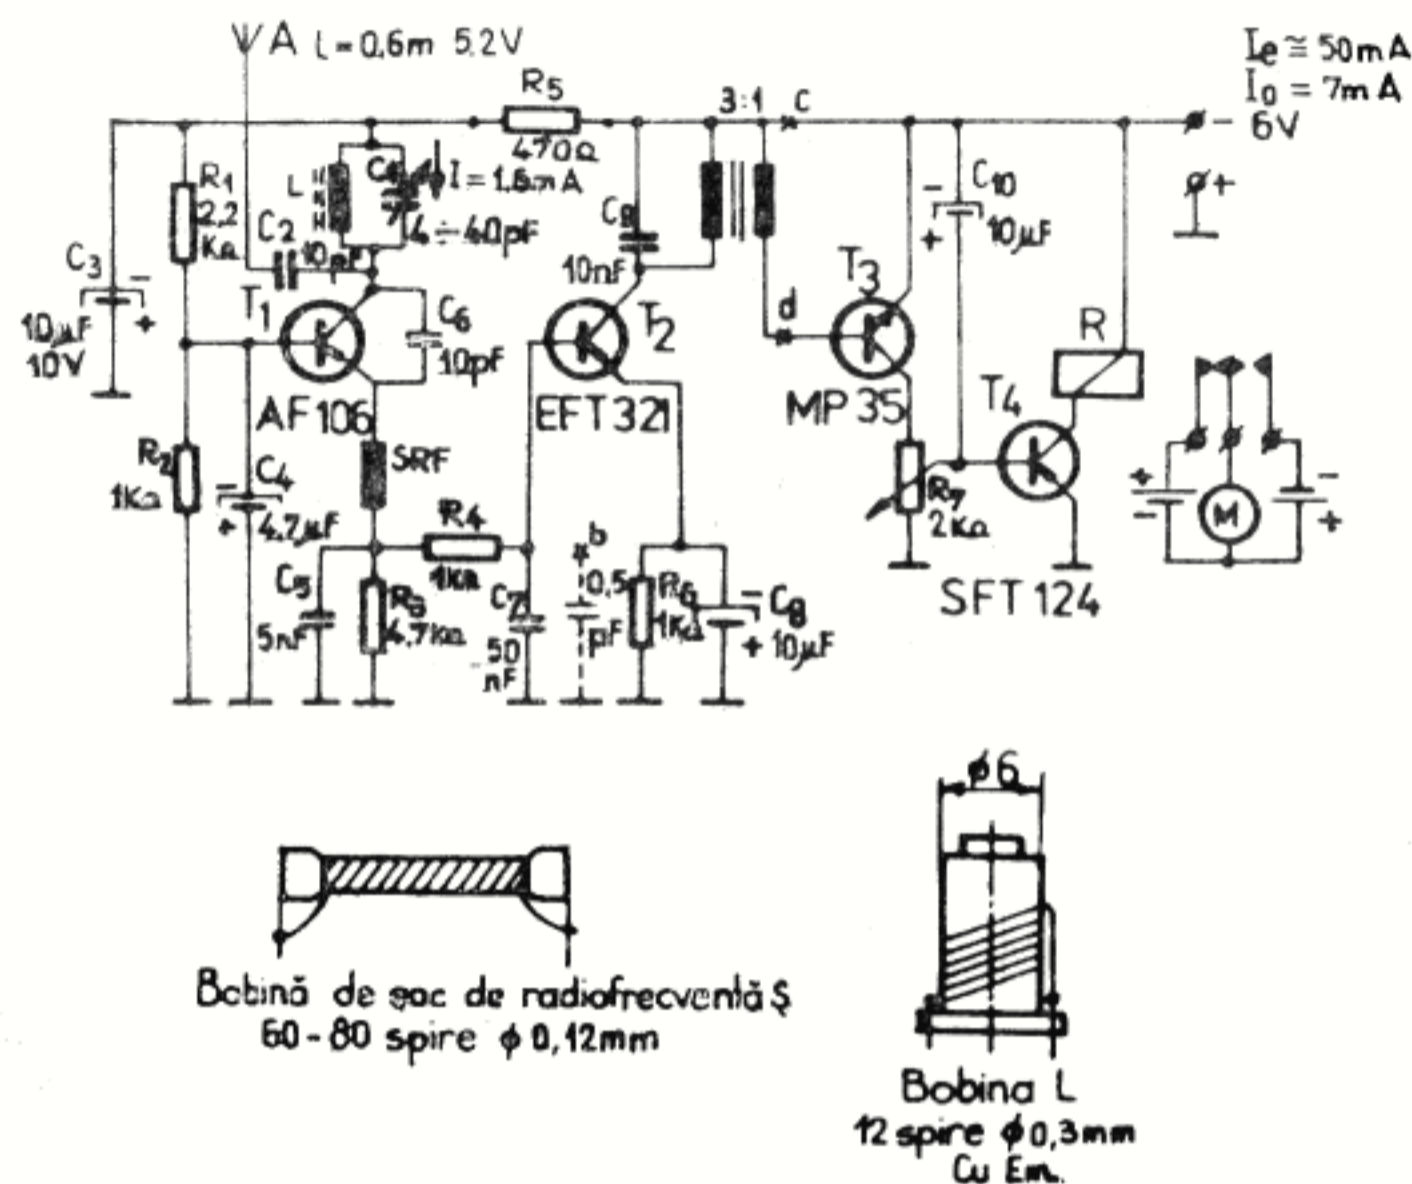 A L = 0,6m 5.2V
Ie ≅ 50mA
I0 = 7mA
6V
-
+
R5
470Ω
3:1
C
R1
2,2
KΩ
L
C1
I = 1.6mA
4 ÷ 40pF
C2
10pF
C3
10µF
10V
-
+
T1
AF106
C6
10pF
C9
10nF
T2
EFT321
d
T3
MP35
-
C10
10µF
+
R
T4
SFT124
R7
2KΩ
+
-
M
-
+
R2
1KΩ
-
C4
4.7µF
+
SRF
R4
1KΩ
C5
5nF
R3
4.7KΩ
C7
50
nF
b
0,5
pF
R6
1KΩ
-
C8
+ 10µF
ϕ6
Bobină de șoc de radiofrecvență Ș
60-80 spire ϕ 0,12mm
Bobina L
12 spire ϕ 0,3mm
Cu Em.